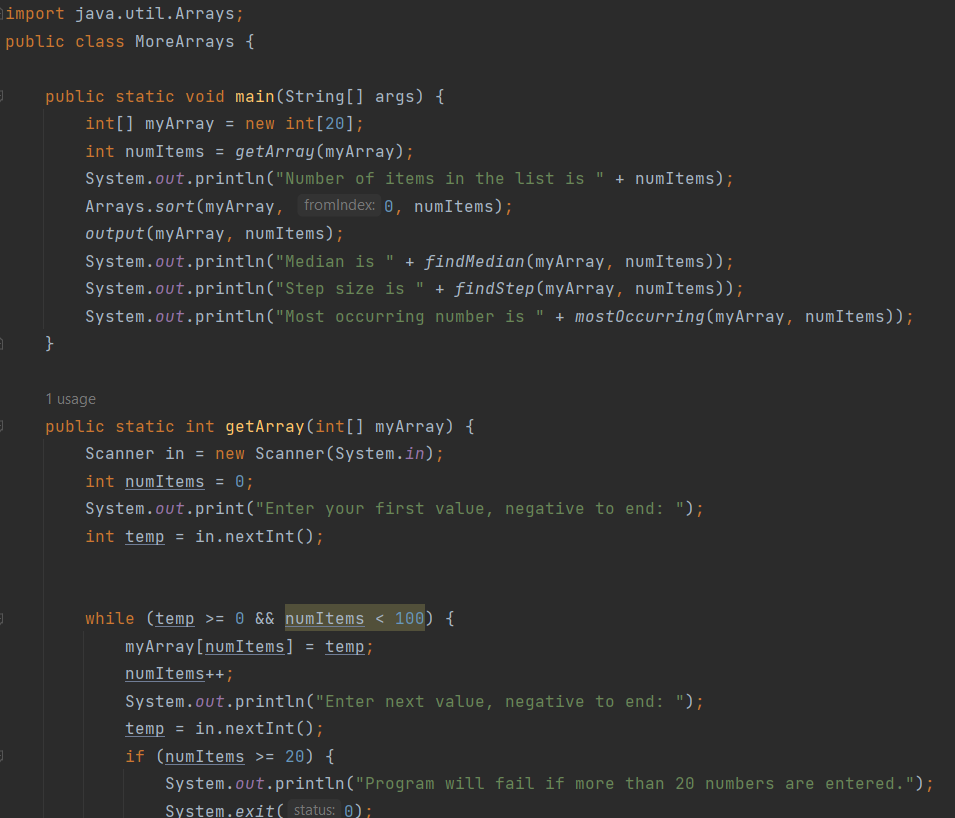 import java.util.Arrays;
public class MoreArrays {
public static void main(String[] args) {
int[] myArray = new int[20];
int numItems = getArray(myArray);
System.out.println("Number of items in the list is " + numItems);
Arrays.sort(myArray, fromIndex: 0, numItems);
output(myArray, numItems);
System.out.println("Median is " + findMedian(myArray, numItems));
System.out.println("Step size is " + findStep(myArray, numItems));
System.out.println("Most occurring number is " + mostOccurring(myArray, numItems));
}
1 usage
public static int getArray(int[] myArray) {
Scanner in = new Scanner(System.in);
int numItems = 0;
System.out.print("Enter your first value, negative to end: ");
int temp = in.nextInt();
while (temp >= 0 && numItems < 100) {
myArray[numItems] = temp;
numItems++;
System.out.println("Enter next value, negative to end: ");
temp = in.nextInt();
if (numItems >= 20) {
System.out.println("Program will fail if more than 20 numbers are entered.");
System.exit( status: 0);